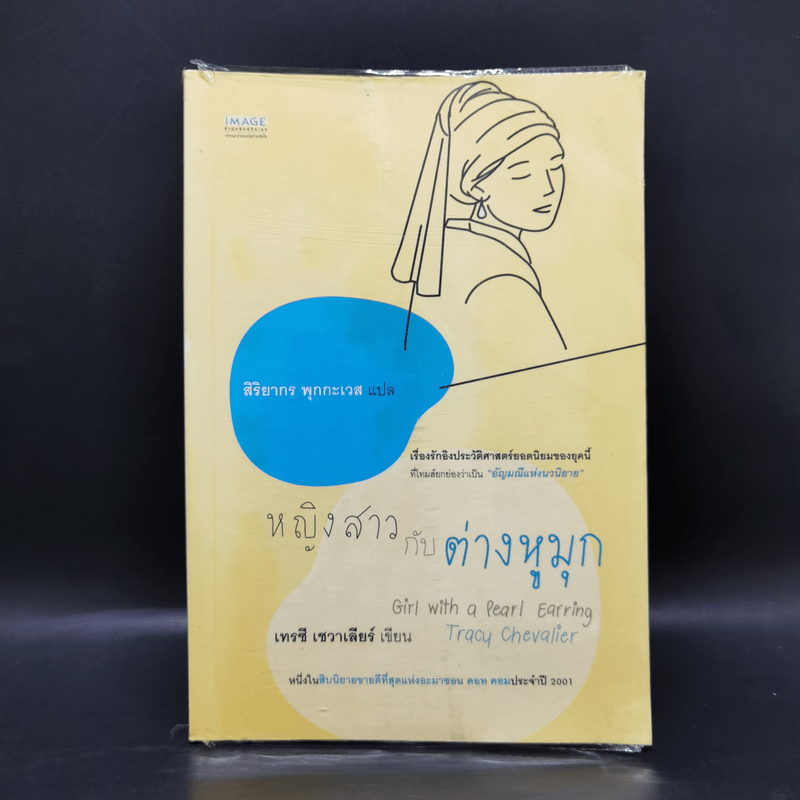 IMAGE
สิริยากร พุกกะเวส แปล
เรื่องรักอิงประวัติศาสตร์ยอดนิยมของยุคนี้
ที่ไทมส์ยกย่องว่าเป็น "อัญมณีแห่งนวนิยาย"
หญิงสาว
กับ ต่างหูมุก
Girl with a Pearl Earring
เทรซี เชวาเลียร์ เขียน Tracy Chevalier
หนึ่งในสิบนิยายขายดีที่สุดแห่งอะมาซอน ดอท คอมประจำปี 2001